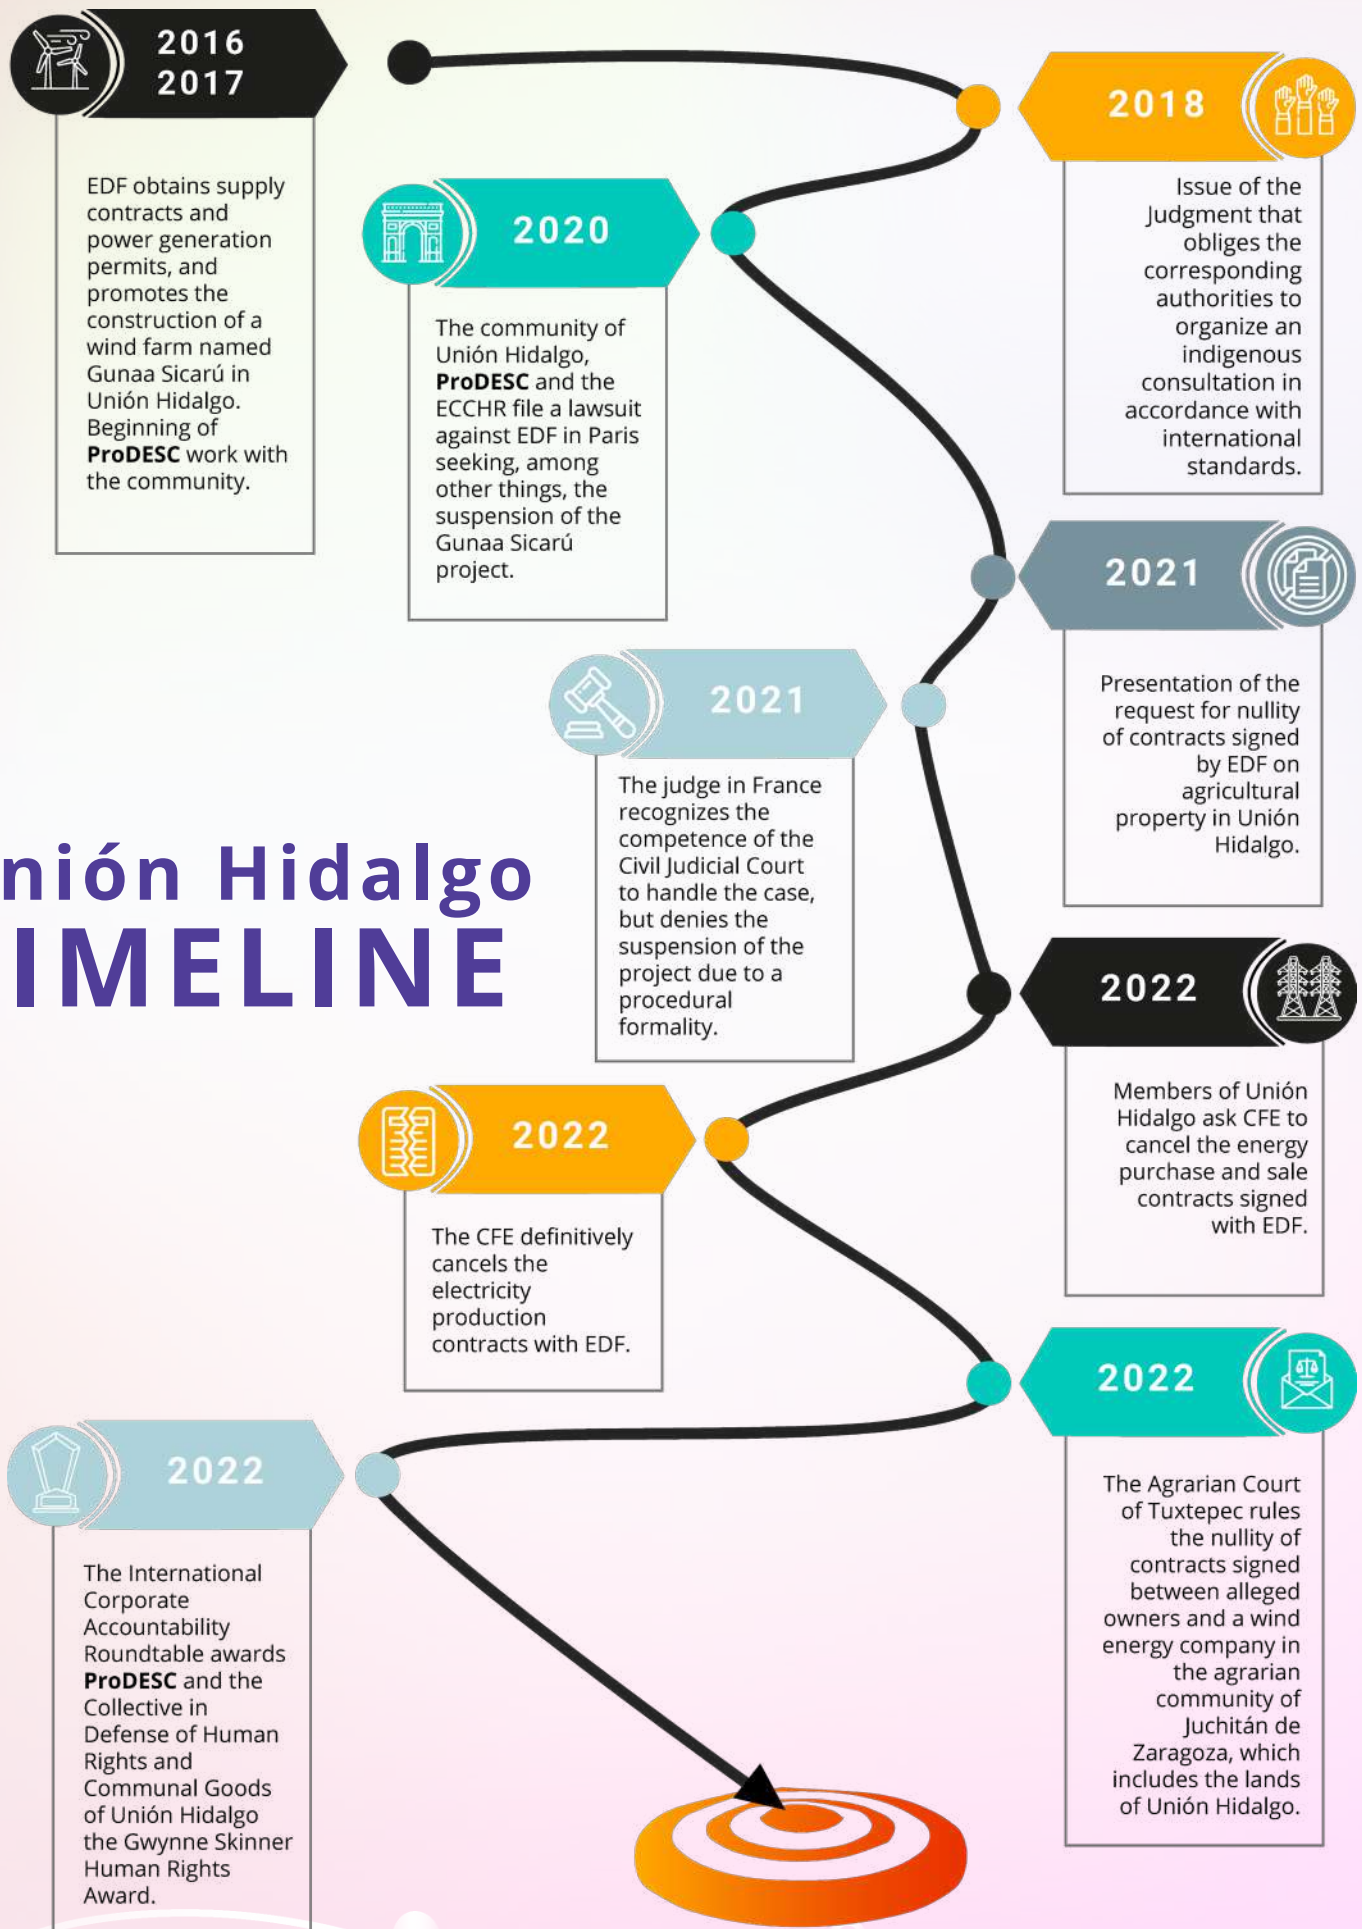 2016
2017
EDF obtains supply
contracts and
power generation
permits, and
promotes the
construction of a
wind farm named
Gunaa Sicarú in
Unión Hidalgo.
Beginning of
ProDESC work with
the community.
2018
Issue of the
Judgment that
obliges the
corresponding
authorities to
organize an
indigenous
consultation in
accordance with
international
standards.
2020
The community of
Unión Hidalgo,
ProDESC and the
ECCHR file a lawsuit
against EDF in Paris
seeking, among
other things, the
suspension of the
Gunaa Sicarú
project.
2021
Presentation of the
request for nullity
of contracts signed
by EDF on
agricultural
property in Unión
Hidalgo.
2021
The judge in France
recognizes the
competence of the
Civil Judicial Court
to handle the case,
but denies the
suspension of the
project due to a
procedural
formality.
nión Hidalgo
IMELINE
2022
Members of Unión
Hidalgo ask CFE to
cancel the energy
purchase and sale
contracts signed
with EDF.
2022
The CFE definitively
cancels the
electricity
production
contracts with EDF.
2022
The Agrarian Court
of Tuxtepec rules
the nullity of
contracts signed
between alleged
owners and a wind
energy company in
the agrarian
community of
Juchitán de
Zaragoza, which
includes the lands
of Unión Hidalgo.
2022
The International
Corporate
Accountability
Roundtable awards
ProDESC and the
Collective in
Defense of Human
Rights and
Communal Goods
of Unión Hidalgo
the Gwynne Skinner
Human Rights
Award.